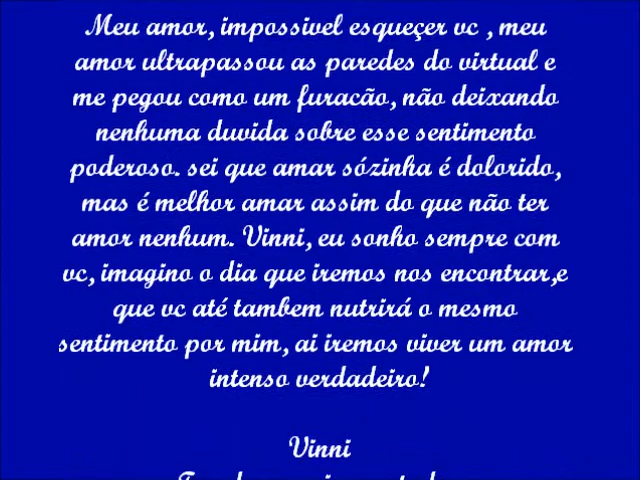 Meu amor, impossivel esqueçer vc , meu
amor ultrapassou as paredes do virtual e
me pegou como um furacão, não deixando
nenhuma duvida sobre esse sentimento
poderoso. sei que amar sózinha é dolorido,
mas é melhor amar assim do que não ter
amor nenhum. Vinni, eu sonho sempre com
vc, imagino o dia que iremos nos encontrar,e
que vc até tambem nutrirá o mesmo
sentimento por mim, ai iremos viver um amor
intenso verdadeiro!
Vinni